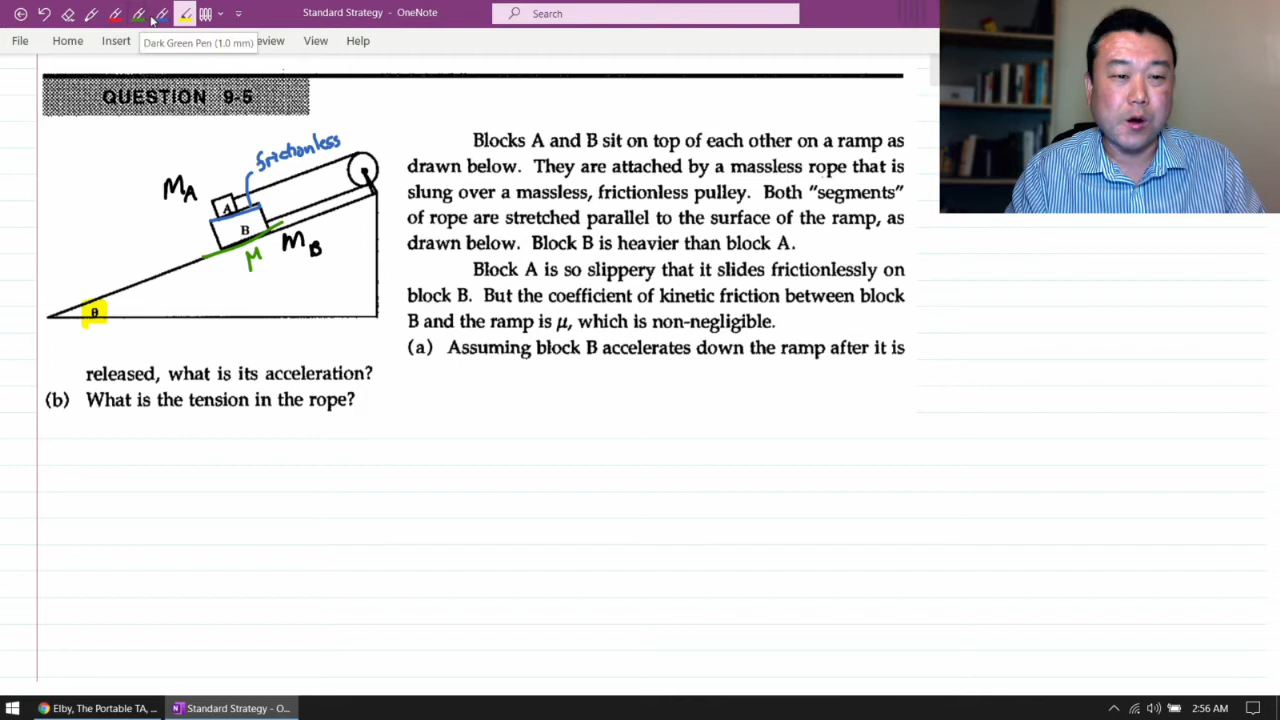 Standard Strategy - OneNote
Search
File
Home
Insert
Dark Green Pen (1.0 mm)
eview
View
Help
QUESTION 9-5
frictionless
MA
A
B
MB
μ
θ
Blocks A and B sit on top of each other on a ramp as
drawn below. They are attached by a massless rope that is
slung over a massless, frictionless pulley. Both "segments"
of rope are stretched parallel to the surface of the ramp, as
drawn below. Block B is heavier than block A.
Block A is so slippery that it slides frictionlessly on
block B. But the coefficient of kinetic friction between block
B and the ramp is μ, which is non-negligible.
(a) Assuming block B accelerates down the ramp after it is
released, what is its acceleration?
(b) What is the tension in the rope?
Elby, The Portable TA, ...
Standard Strategy - O...
2:56 AM